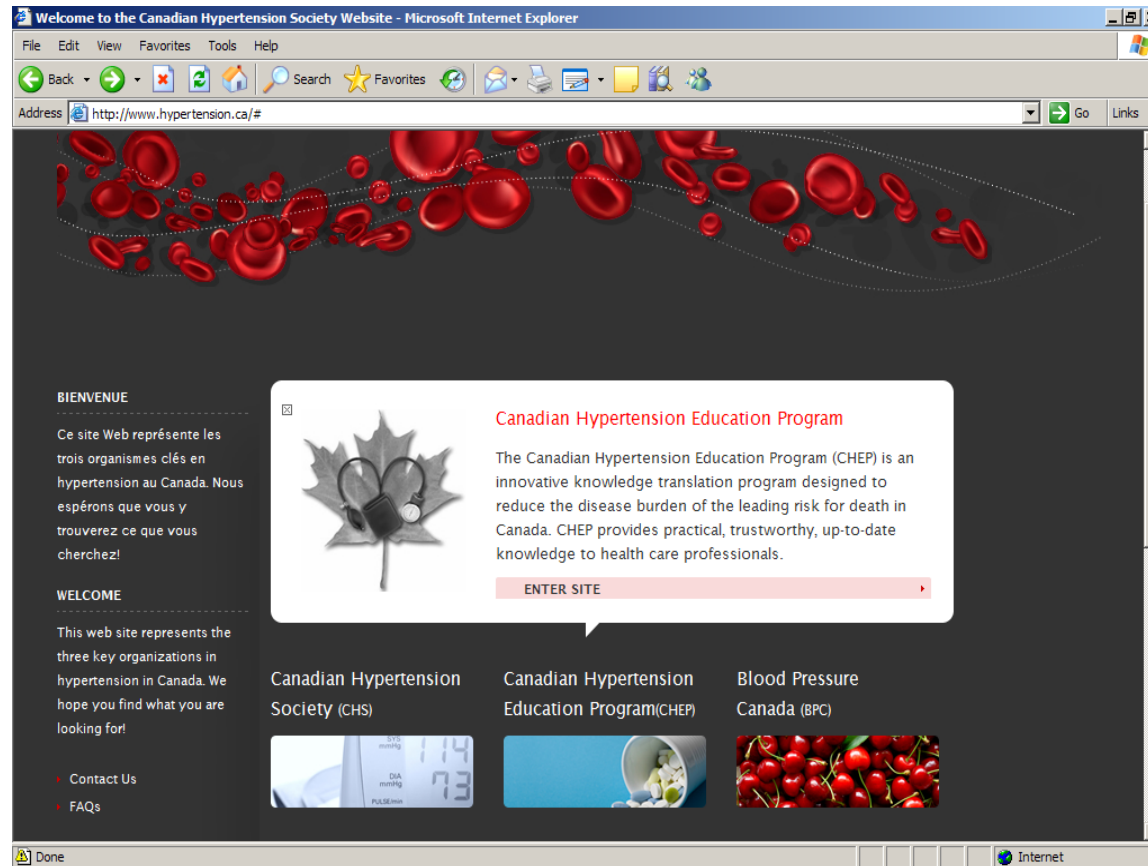 Welcome to the Canadian Hypertension Society Website - Microsoft Internet Explorer
File Edit View Favorites Tools Help
Back Search Favorites
Address http://www.hypertension.ca/# Go Links
BIENVENUE
Ce site Web représente les
trois organismes clés en
hypertension au Canada. Nous
espérons que vous y
trouverez ce que vous
cherchez!
WELCOME
This web site represents the
three key organizations in
hypertension in Canada. We
hope you find what you are
looking for!
Contact Us
FAQs
Canadian Hypertension Education Program
The Canadian Hypertension Education Program (CHEP) is an
innovative knowledge translation program designed to
reduce the disease burden of the leading risk for death in
Canada. CHEP provides practical, trustworthy, up-to-date
knowledge to health care professionals.
ENTER SITE
Canadian Hypertension
Society (CHS)
Canadian Hypertension
Education Program(CHEP)
Blood Pressure
Canada (BPC)
SYS
mmHg
114
DIA
mmHg
73
PULSE/min
Done Internet